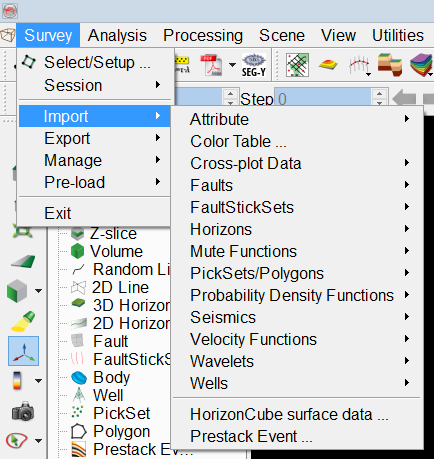 Survey Analysis Processing Scene View Utilities
Select/Setup ...
PDF SEG-Y
Session
Step 0
Import
Export
Manage
Pre-load
Exit
Attribute
Color Table ...
Cross-plot Data
Faults
FaultStickSets
Horizons
Mute Functions
PickSets/Polygons
Probability Density Functions
Seismics
Velocity Functions
Wavelets
Wells
HorizonCube surface data ...
Prestack Event ...
Z-slice
Volume
Random Li
2D Line
3D Horizon
2D Horizon
Fault
FaultStickS
Body
Well
PickSet
Polygon
Prestack Ev...